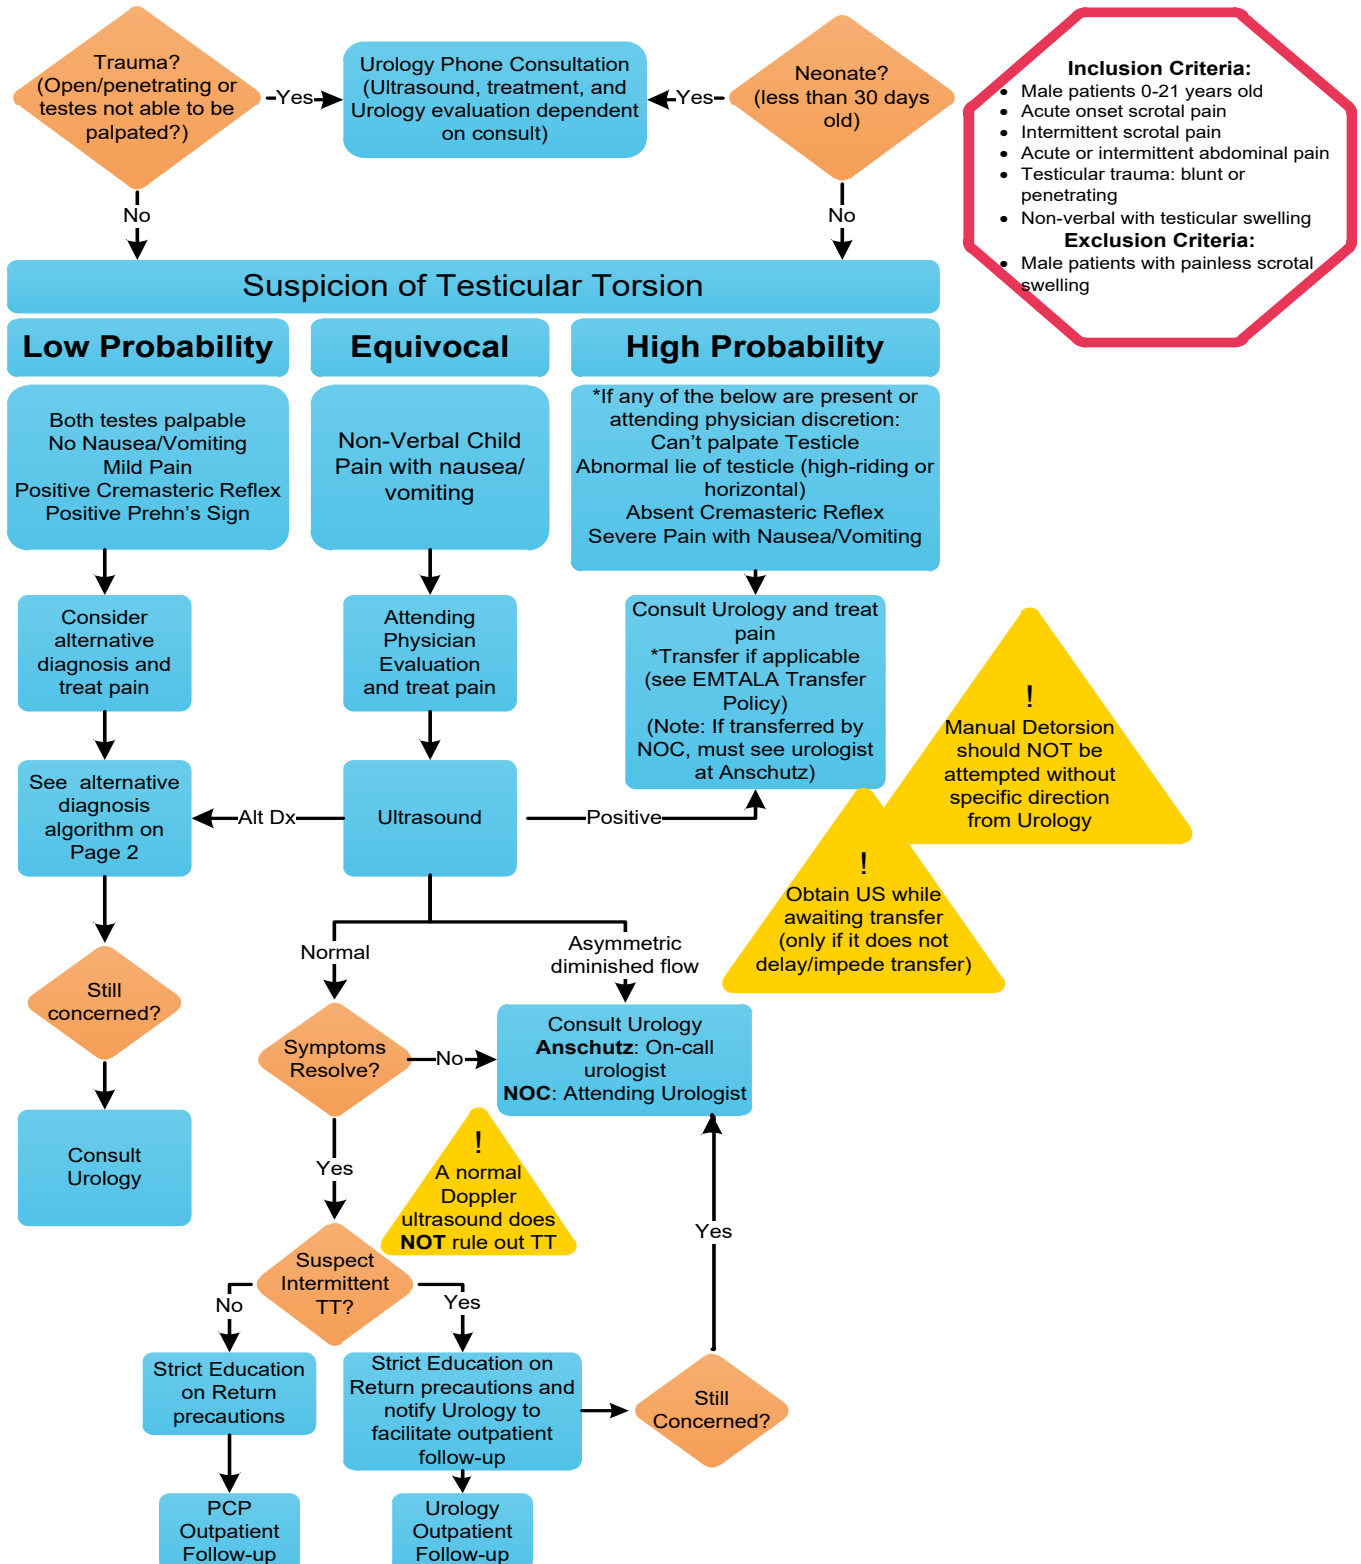 Trauma?
(Open/penetrating or
testes not able to be
palpated?)
Yes
Urology Phone Consultation
(Ultrasound, treatment, and
Urology evaluation dependent
on consult)
Yes
Neonate?
(less than 30 days
old)
Inclusion Criteria:
• Male patients 0-21 years old
• Acute onset scrotal pain
• Intermittent scrotal pain
• Acute or intermittent abdominal pain
• Testicular trauma: blunt or
penetrating
• Non-verbal with testicular swelling
Exclusion Criteria:
• Male patients with painless scrotal
swelling
No
No
Suspicion of Testicular Torsion
Low Probability
Equivocal
High Probability
Both testes palpable
No Nausea/Vomiting
Mild Pain
Positive Cremasteric Reflex
Positive Prehn's Sign
Non-Verbal Child
Pain with nausea/
vomiting
*If any of the below are present or
attending physician discretion:
Can't palpate Testicle
Abnormal lie of testicle (high-riding or
horizontal)
Absent Cremasteric Reflex
Severe Pain with Nausea/Vomiting
Consider
alternative
diagnosis and
treat pain
Attending
Physician
Evaluation
and treat pain
Consult Urology and treat
pain
*Transfer if applicable
(see EMTALA Transfer
Policy)
(Note: If transferred by
NOC, must see urologist
at Anschutz)
!
Manual Detorsion
should NOT be
attempted without
specific direction
from Urology
See alternative
diagnosis
algorithm on
Page 2
Alt Dx
Ultrasound
Positive
!
Obtain US while
awaiting transfer
(only if it does not
delay/impede transfer)
Normal
Asymmetric
diminished flow
Still
concerned?
Symptoms
Resolve?
No
Consult Urology
Anschutz: On-call
urologist
NOC: Attending Urologist
Consult
Urology
Yes
!
A normal
Doppler
ultrasound does
NOT rule out TT
Yes
Suspect
Intermittent
TT?
No
Yes
Strict Education
on Return
precautions
Strict Education on
Return precautions and
notify Urology to
facilitate outpatient
follow-up
Still
Concerned?
PCP
Outpatient
Follow-up
Urology
Outpatient
Follow-up